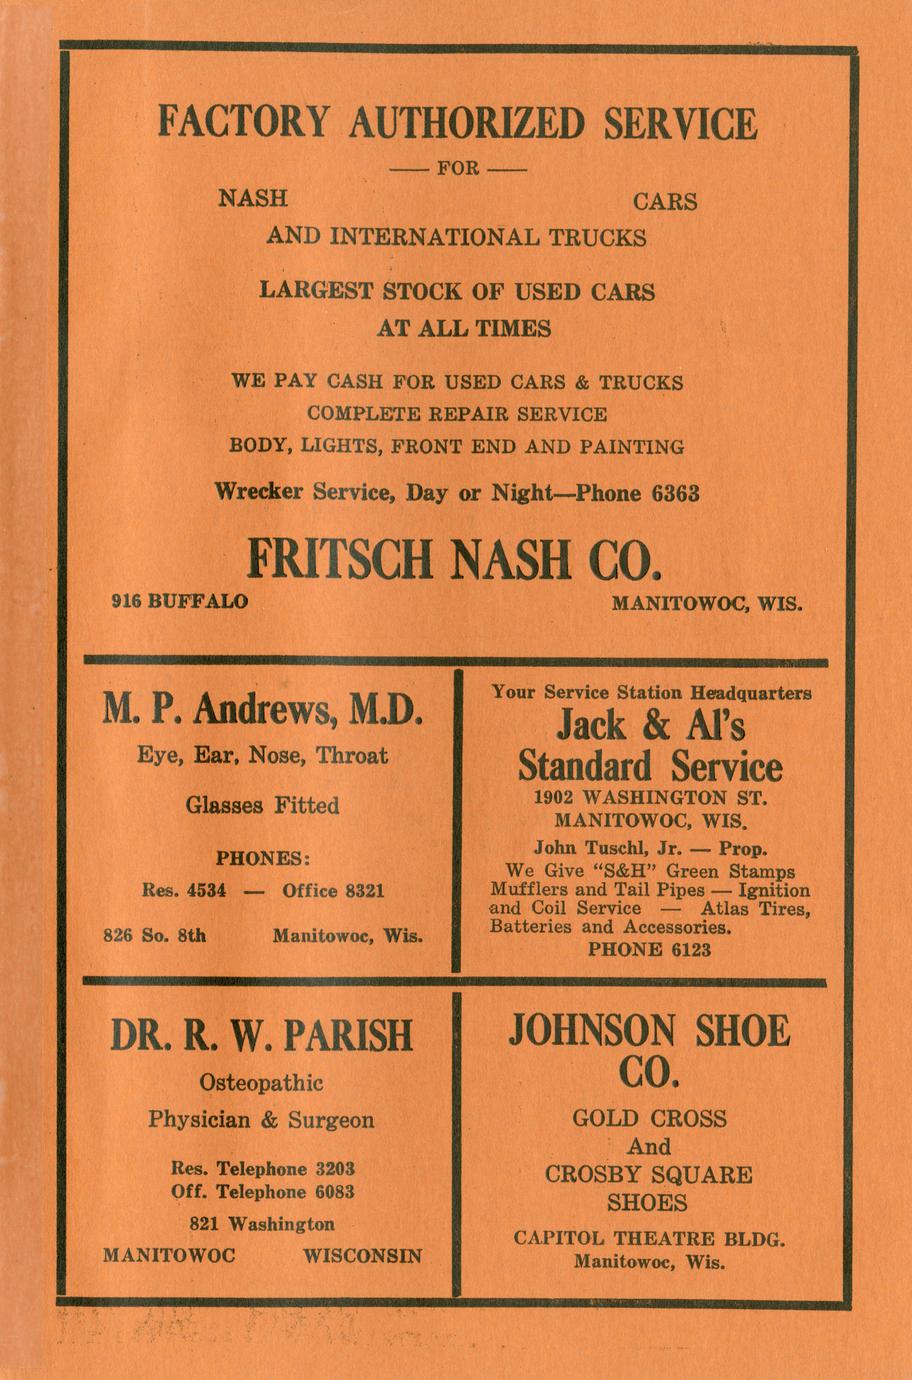 FACTORY AUTHORIZED SERVICE
— FOR —
NASH CARS
AND INTERNATIONAL TRUCKS
LARGEST STOCK OF USED CARS
AT ALL TIMES
WE PAY CASH FOR USED CARS & TRUCKS
COMPLETE REPAIR SERVICE
BODY, LIGHTS, FRONT END AND PAINTING
Wrecker Service, Day or Night—Phone 6363
FRITSCH NASH CO.
916 BUFFALO MANITOWOC, WIS.
M. P. Andrews, M.D.
Eye, Ear, Nose, Throat
Glasses Fitted
PHONES:
Res. 4534 — Office 8321
826 So. 8th Manitowoc, Wis.
Your Service Station Headquarters
Jack & Al's
Standard Service
1902 WASHINGTON ST.
MANITOWOC, WIS.
John Tuschl, Jr. — Prop.
We Give "S&H" Green Stamps
Mufflers and Tail Pipes — Ignition
and Coil Service — Atlas Tires,
Batteries and Accessories.
PHONE 6123
DR. R. W. PARISH
Osteopathic
Physician & Surgeon
Res. Telephone 3203
Off. Telephone 6083
821 Washington
MANITOWOC WISCONSIN
JOHNSON SHOE
CO.
GOLD CROSS
And
CROSBY SQUARE
SHOES
CAPITOL THEATRE BLDG.
Manitowoc, Wis.